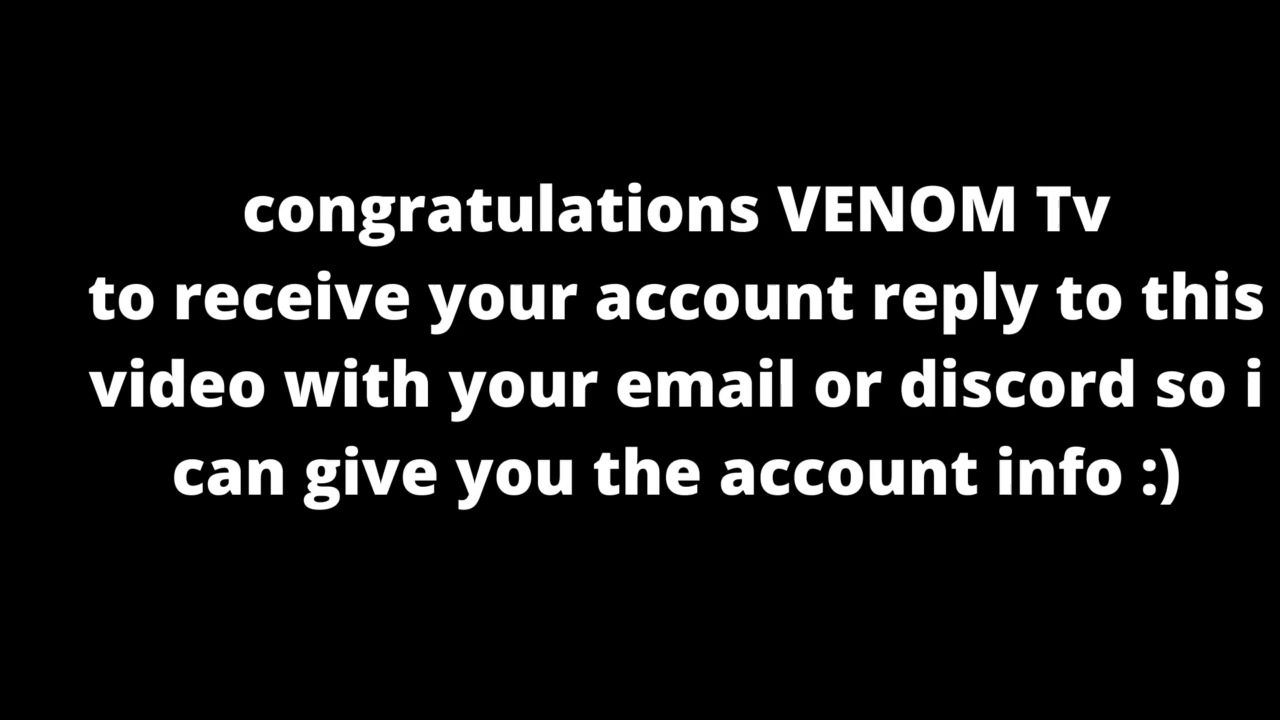 congratulations VENOM Tv
to receive your account reply to this
video with your email or discord so i
can give you the account info :)